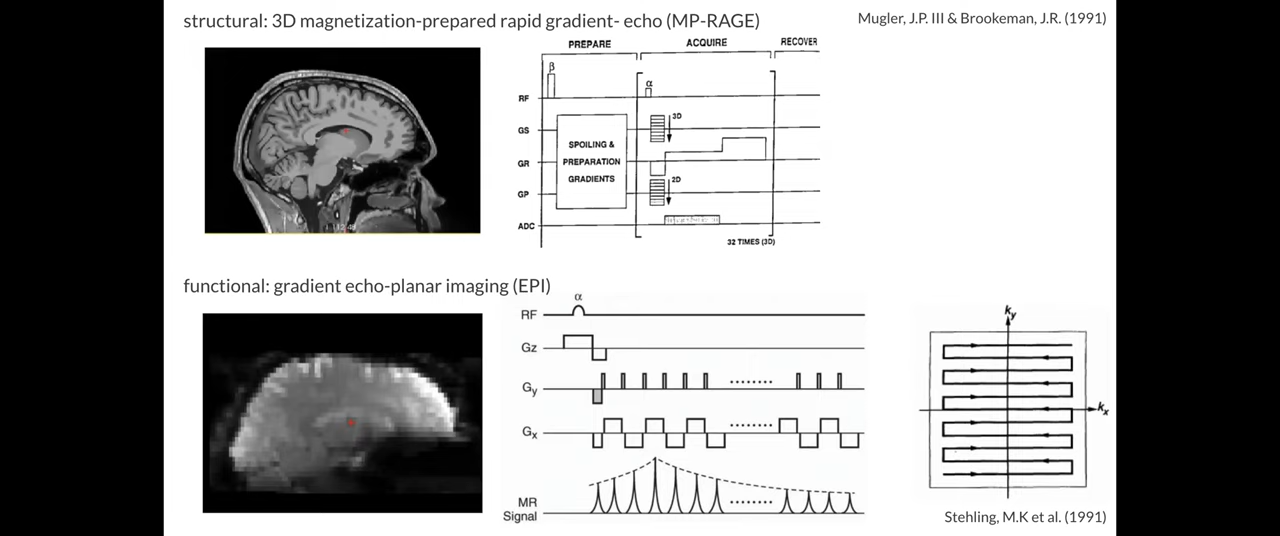 structural: 3D magnetization-prepared rapid gradient- echo (MP-RAGE)
Mugler, J.P. III & Brookeman, J.R. (1991)
PREPARE
ACQUIRE
RECOVER
β
α
RF
3D
GS
SPOILING &
PREPARATION
GRADIENTS
GR
2D
GP
ADC
32 TIMES (3D)
functional: gradient echo-planar imaging (EPI)
α
RF
Gz
Gy
Gx
MR
Signal
ky
kx
Stehling, M.K et al. (1991)